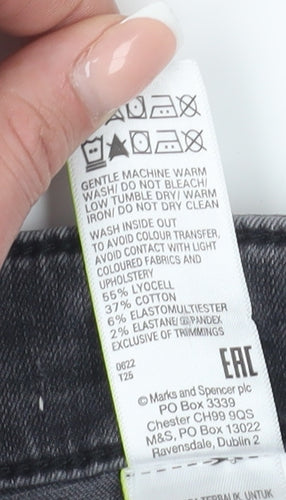 GENTLE MACHINE WARM
WASH/ DO NOT BLEACH/
LOW TUMBLE DRY/ WARM
IRON/ DO NOT DRY CLEAN
WASH INSIDE OUT
TO AVOID COLOUR TRANSFER,
AVOID CONTACT WITH LIGHT
COLOURED FABRICS AND
UPHOLSTERY
55% LYOCELL
37% COTTON
6% ELASTOMULTIESTER
2% ELASTANE/ SPANDEX
EXCLUSIVE OF TRIMMINGS
0622
T25
EAC
© Marks and Spencer plc
PO Box 3339
Chester CH99 9QS
M&S, PO Box 13022
Ravensdale, Dublin 2
TERBALIK UNTUK